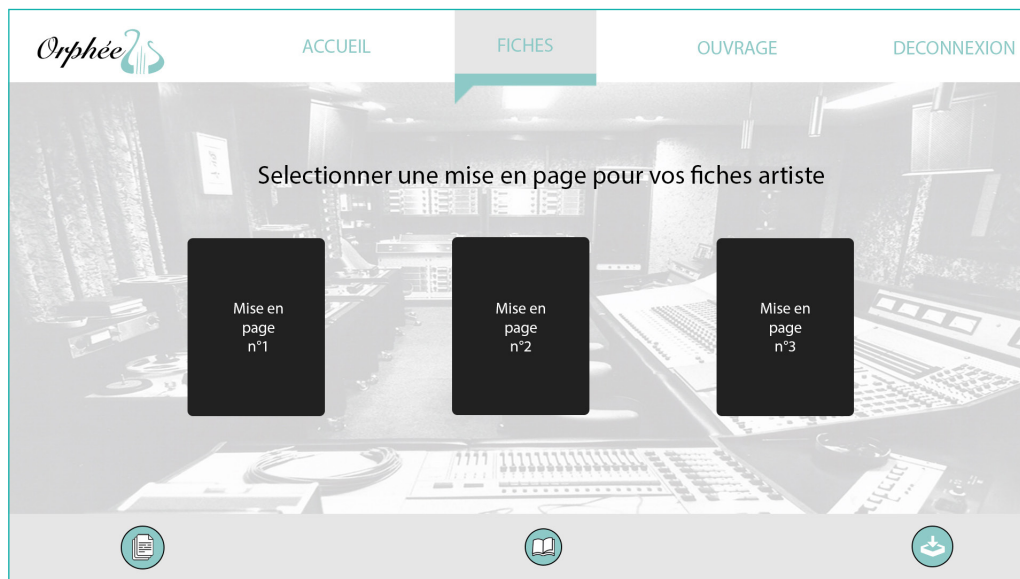 Orphée
ACCUEIL
FICHES
OUVRAGE
DECONNEXION
Selectionner une mise en page pour vos fiches artiste
Mise en
page
n°1
Mise en
page
n°2
Mise en
page
n°3